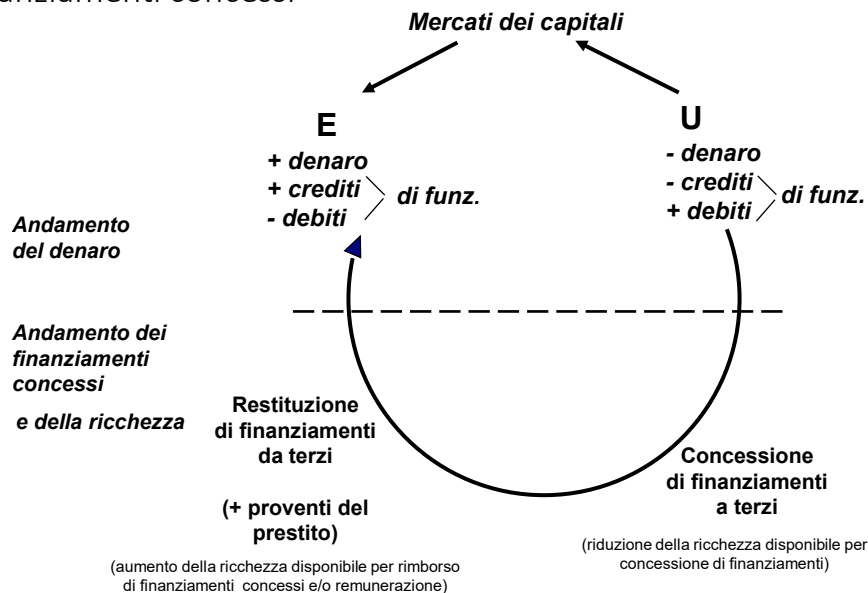 Mercati dei capitali
E
+ denaro
+ crediti
- debiti
di funz.
U
- denaro
- crediti
+ debiti
di funz.
Andamento
del denaro
Andamento dei
finanziamenti
concessi
e della ricchezza
Restituzione
di finanziamenti
da terzi
(+ proventi del
prestito)
(aumento della ricchezza disponibile per rimborso
di finanziamenti concessi e/o remunerazione)
Concessione
di finanziamenti
a terzi
(riduzione della ricchezza disponibile per
concessione di finanziamenti)